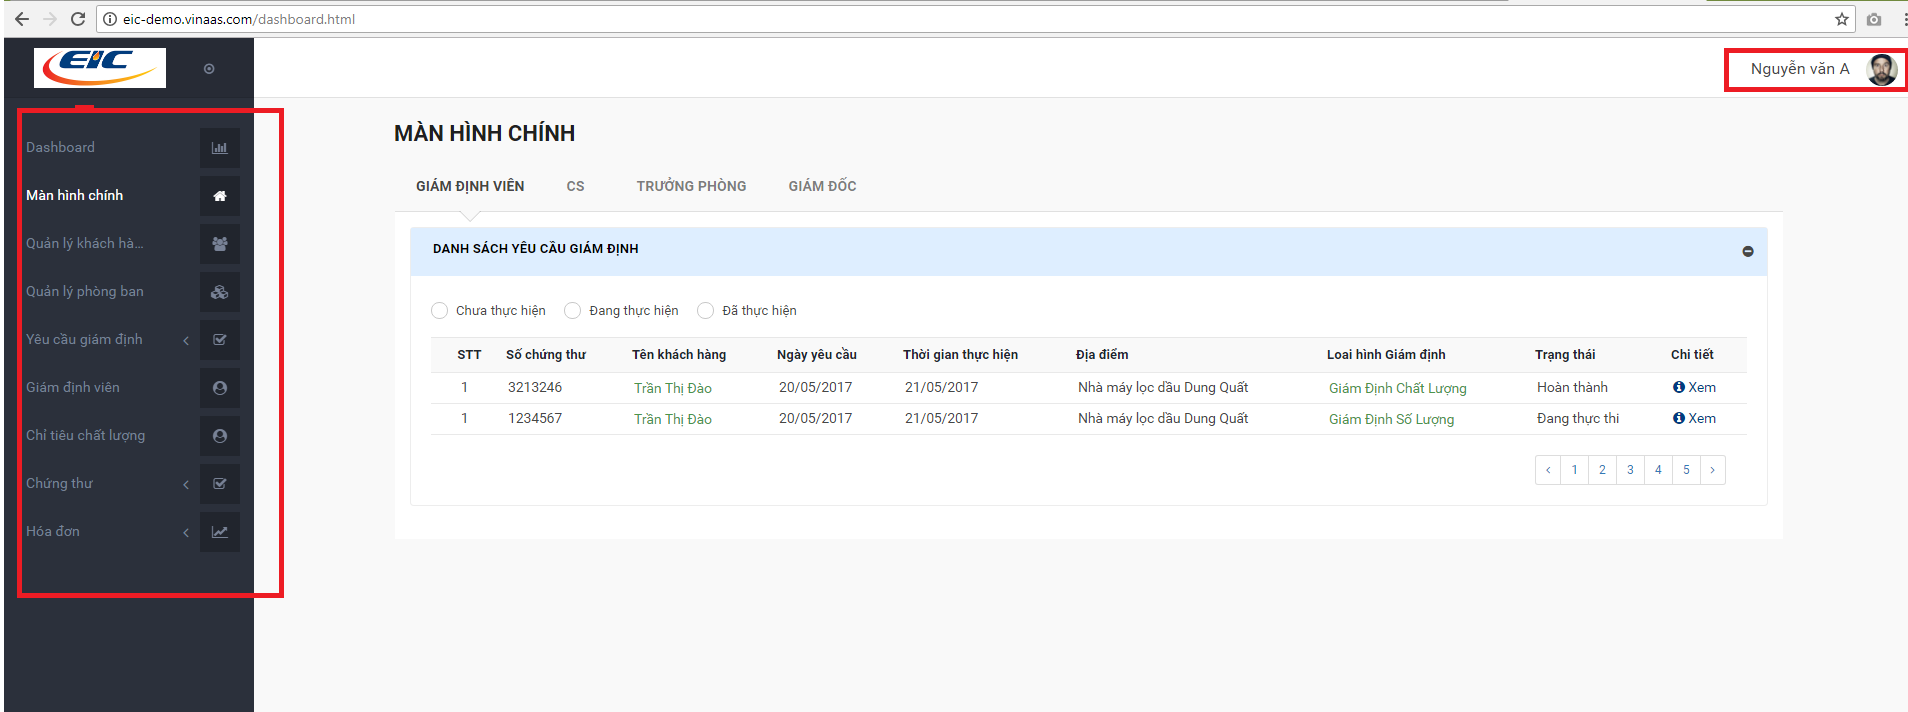 eic-demo.vinaas.com/dashboard.html
EIC
Nguyễn văn A
Dashboard
Màn hình chính
Quản lý khách hà...
Quản lý phòng ban
Yêu cầu giám định
Giám định viên
Chỉ tiêu chất lượng
Chứng thư
Hóa đơn
MÀN HÌNH CHÍNH
GIÁM ĐỊNH VIÊN CS TRƯỞNG PHÒNG GIÁM ĐỐC
DANH SÁCH YÊU CẦU GIÁM ĐỊNH
Chưa thực hiện Đang thực hiện Đã thực hiện
STT Số chứng thư Tên khách hàng Ngày yêu cầu Thời gian thực hiện Địa điểm Loai hình Giám định Trạng thái Chi tiết
1 3213246 Trần Thị Đào 20/05/2017 21/05/2017 Nhà máy lọc dầu Dung Quất Giám Định Chất Lượng Hoàn thành Xem
1 1234567 Trần Thị Đào 20/05/2017 21/05/2017 Nhà máy lọc dầu Dung Quất Giám Định Số Lượng Đang thực thi Xem
‹ 1 2 3 4 5 ›